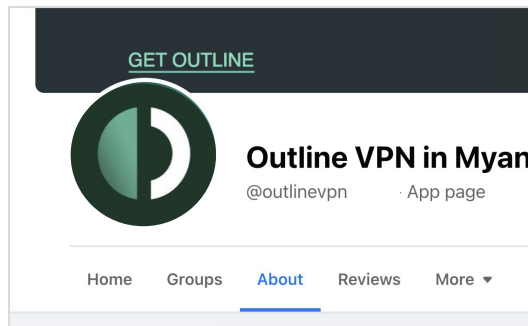 GET OUTLINE
Outline VPN in Myan
@outlinevpn · App page
Home Groups About Reviews More